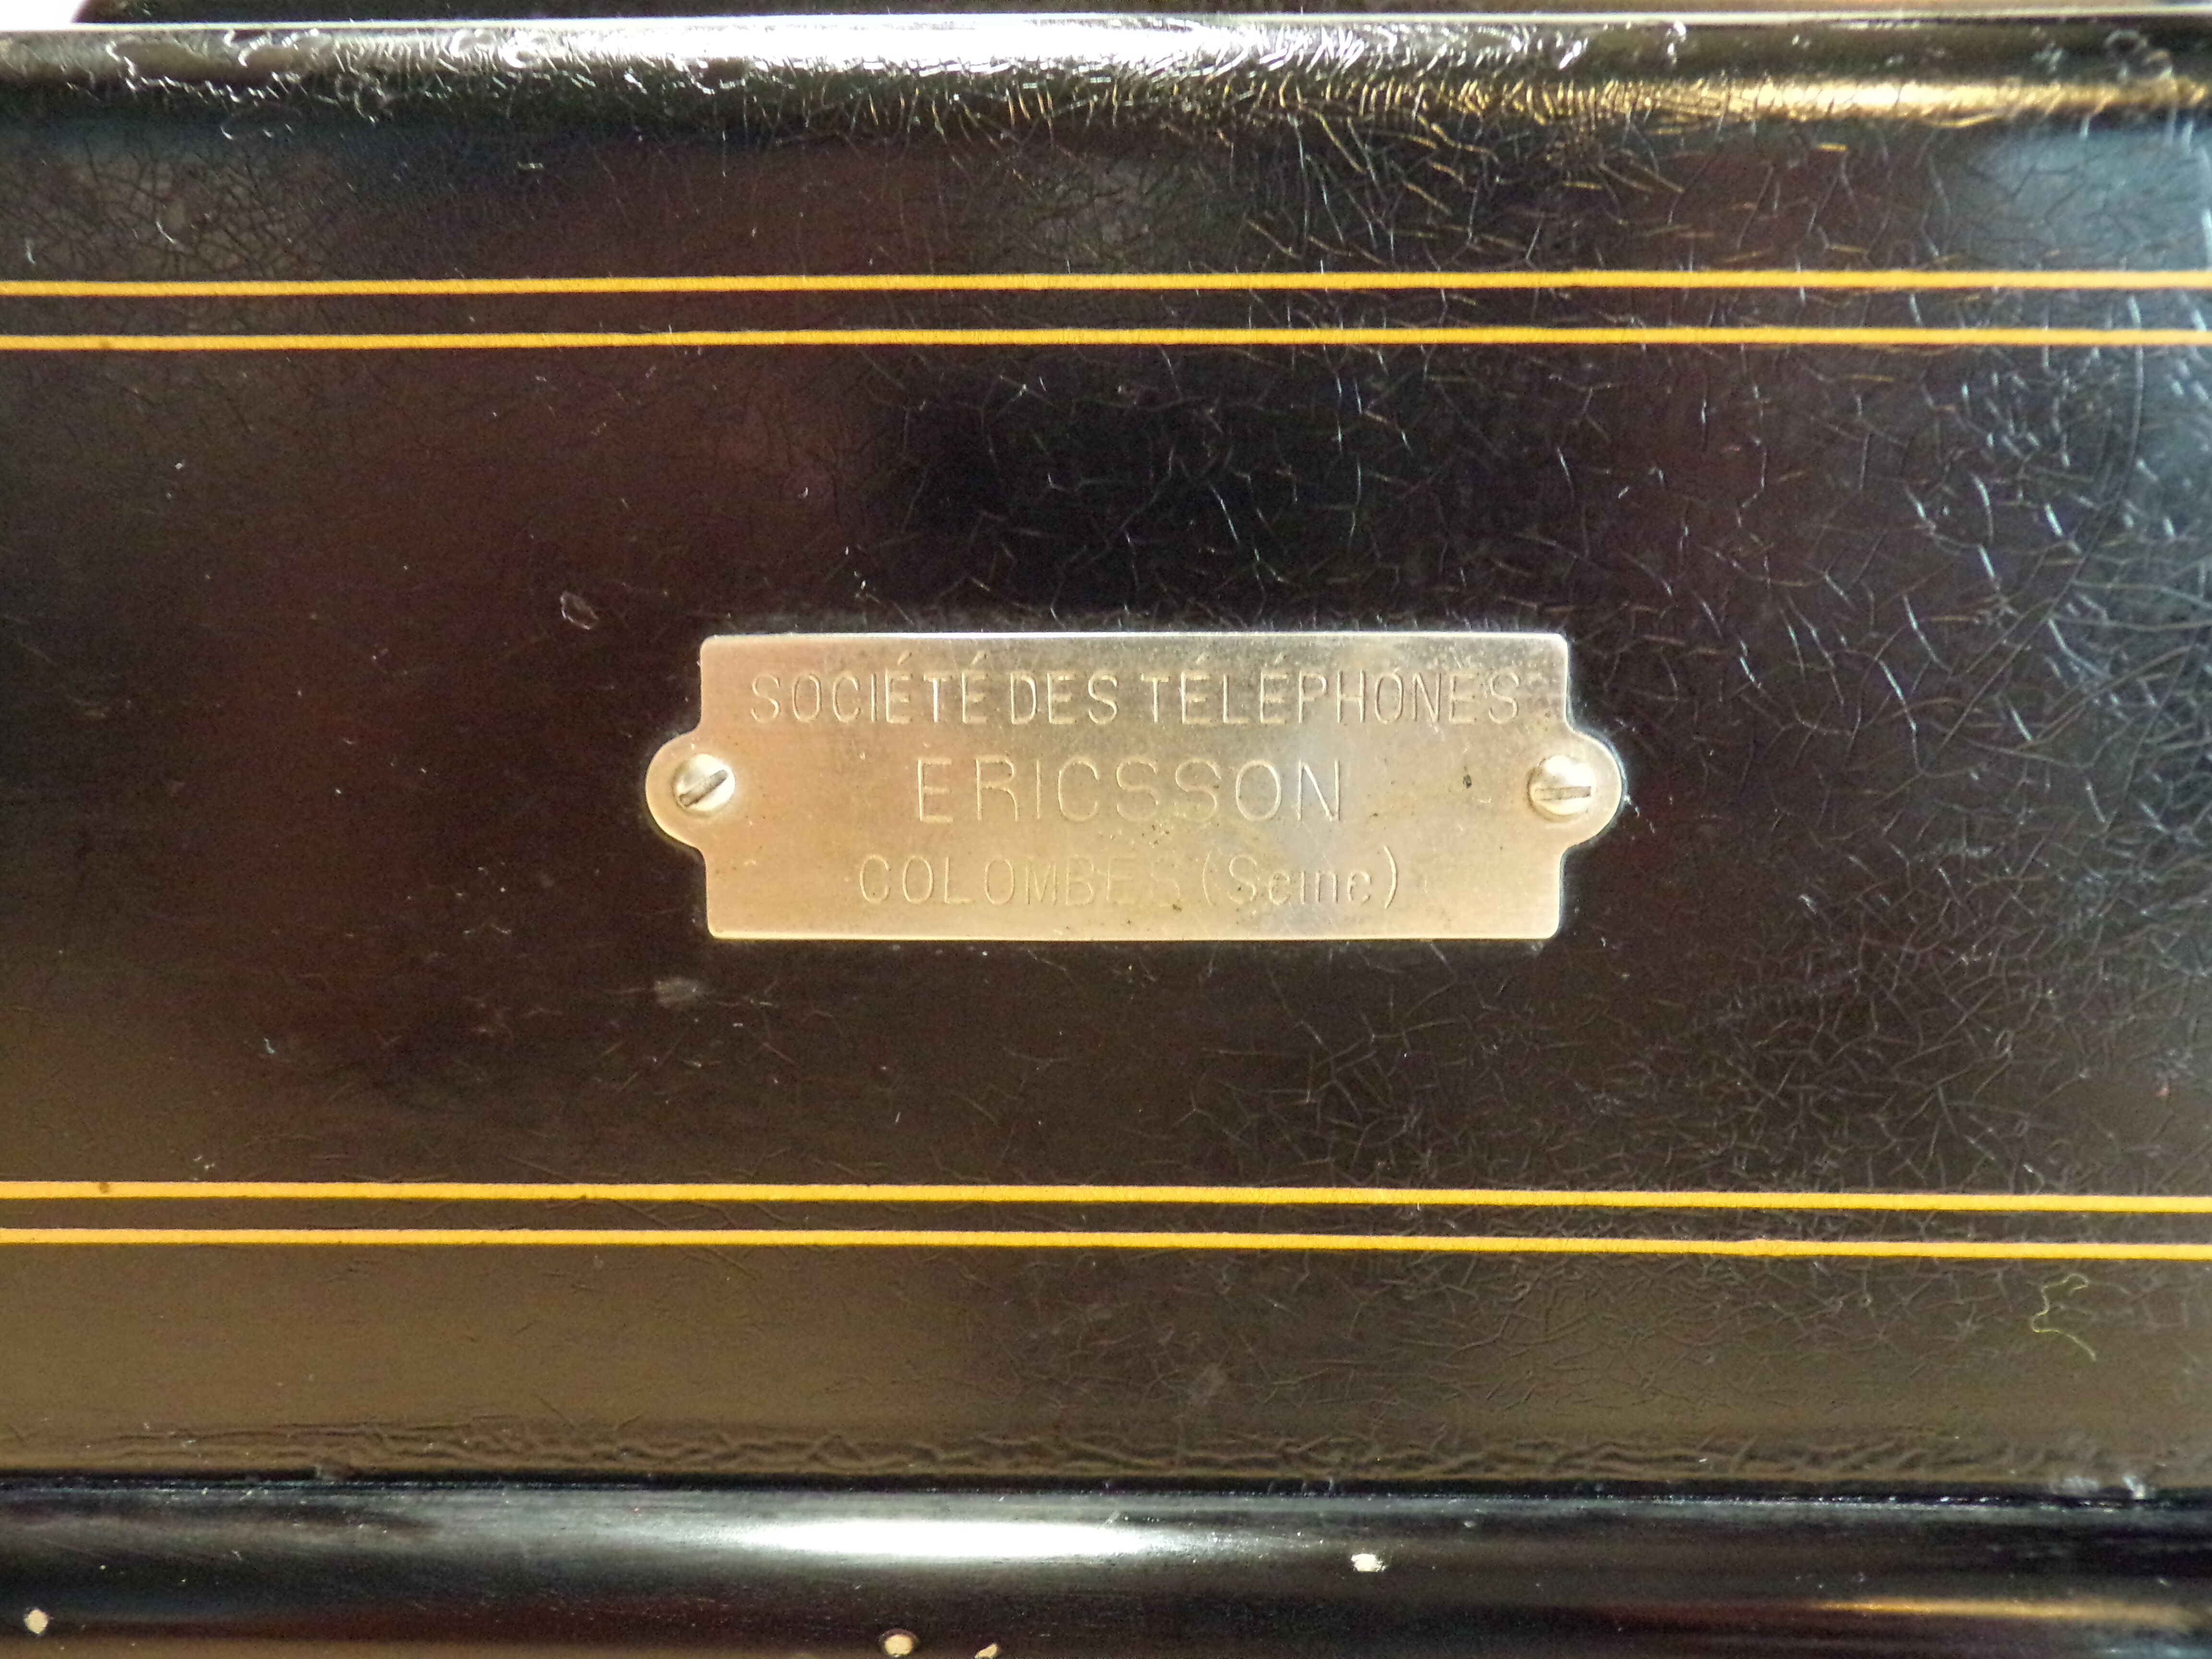 SOCIÉTÉ DES TÉLÉPHONES
ERICSSON
COLOMBES (Seine)